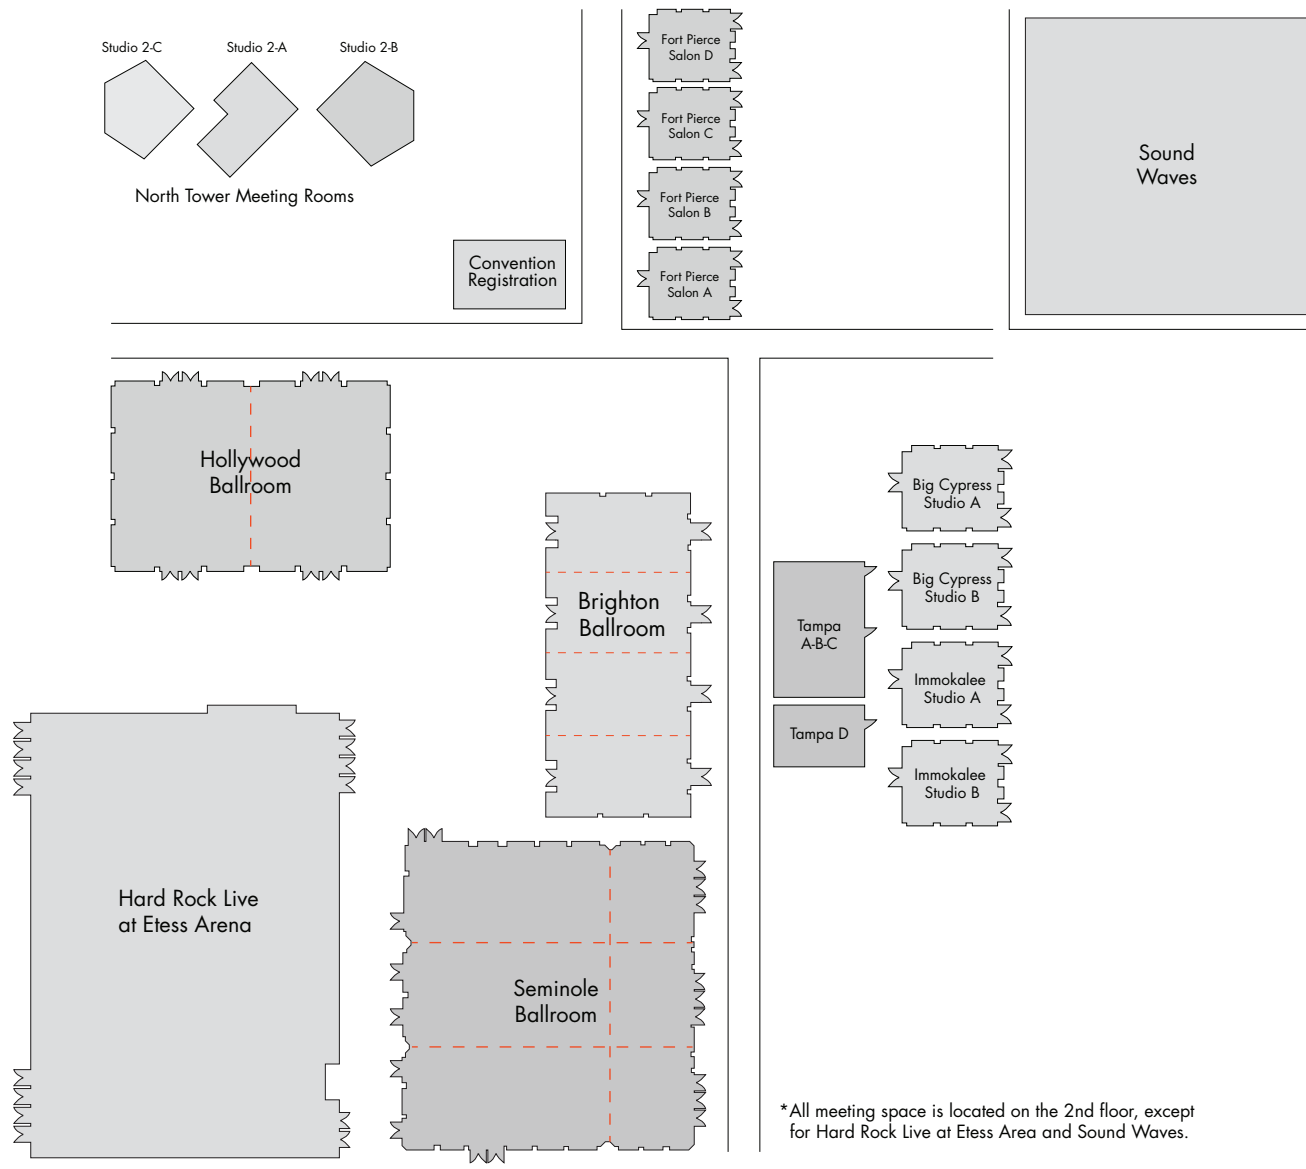 Studio 2-C
Studio 2-A
Studio 2-B
North Tower Meeting Rooms
Convention
Registration
Fort Pierce
Salon D
Fort Pierce
Salon C
Fort Pierce
Salon B
Fort Pierce
Salon A
Sound
Waves
Hollywood
Ballroom
Brighton
Ballroom
Tampa
A-B-C
Tampa D
Big Cypress
Studio A
Big Cypress
Studio B
Immokalee
Studio A
Immokalee
Studio B
Hard Rock Live
at Etess Arena
Seminole
Ballroom
*All meeting space is located on the 2nd floor, except
for Hard Rock Live at Etess Area and Sound Waves.